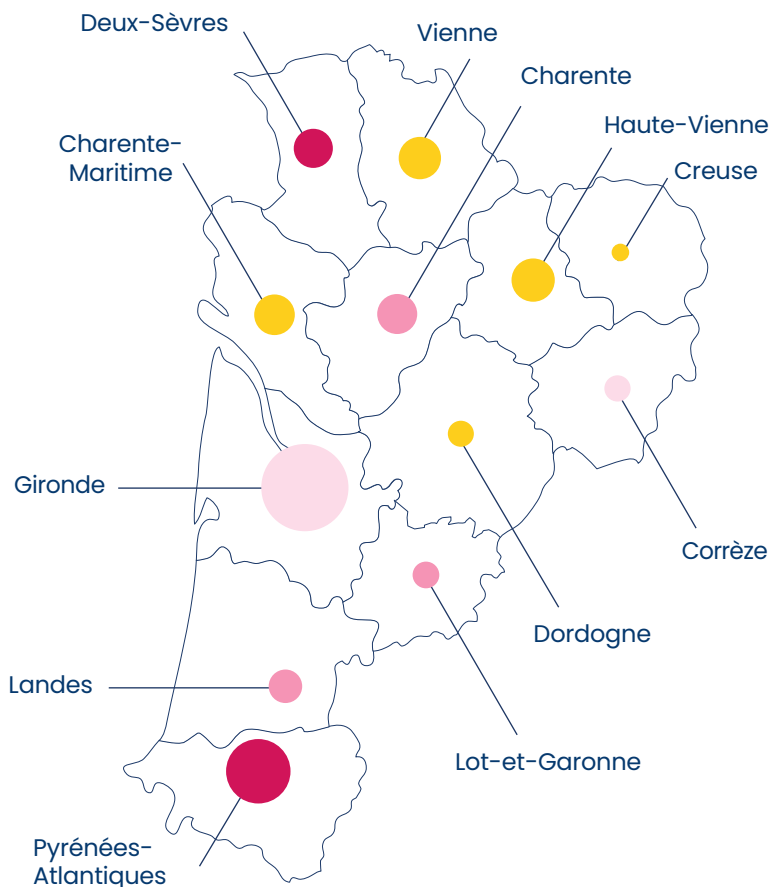 Deux-Sèvres
Vienne
Charente
Haute-Vienne
Charente-
Maritime
Creuse
Gironde
Corrèze
Dordogne
Landes
Lot-et-Garonne
Pyrénées-
Atlantiques